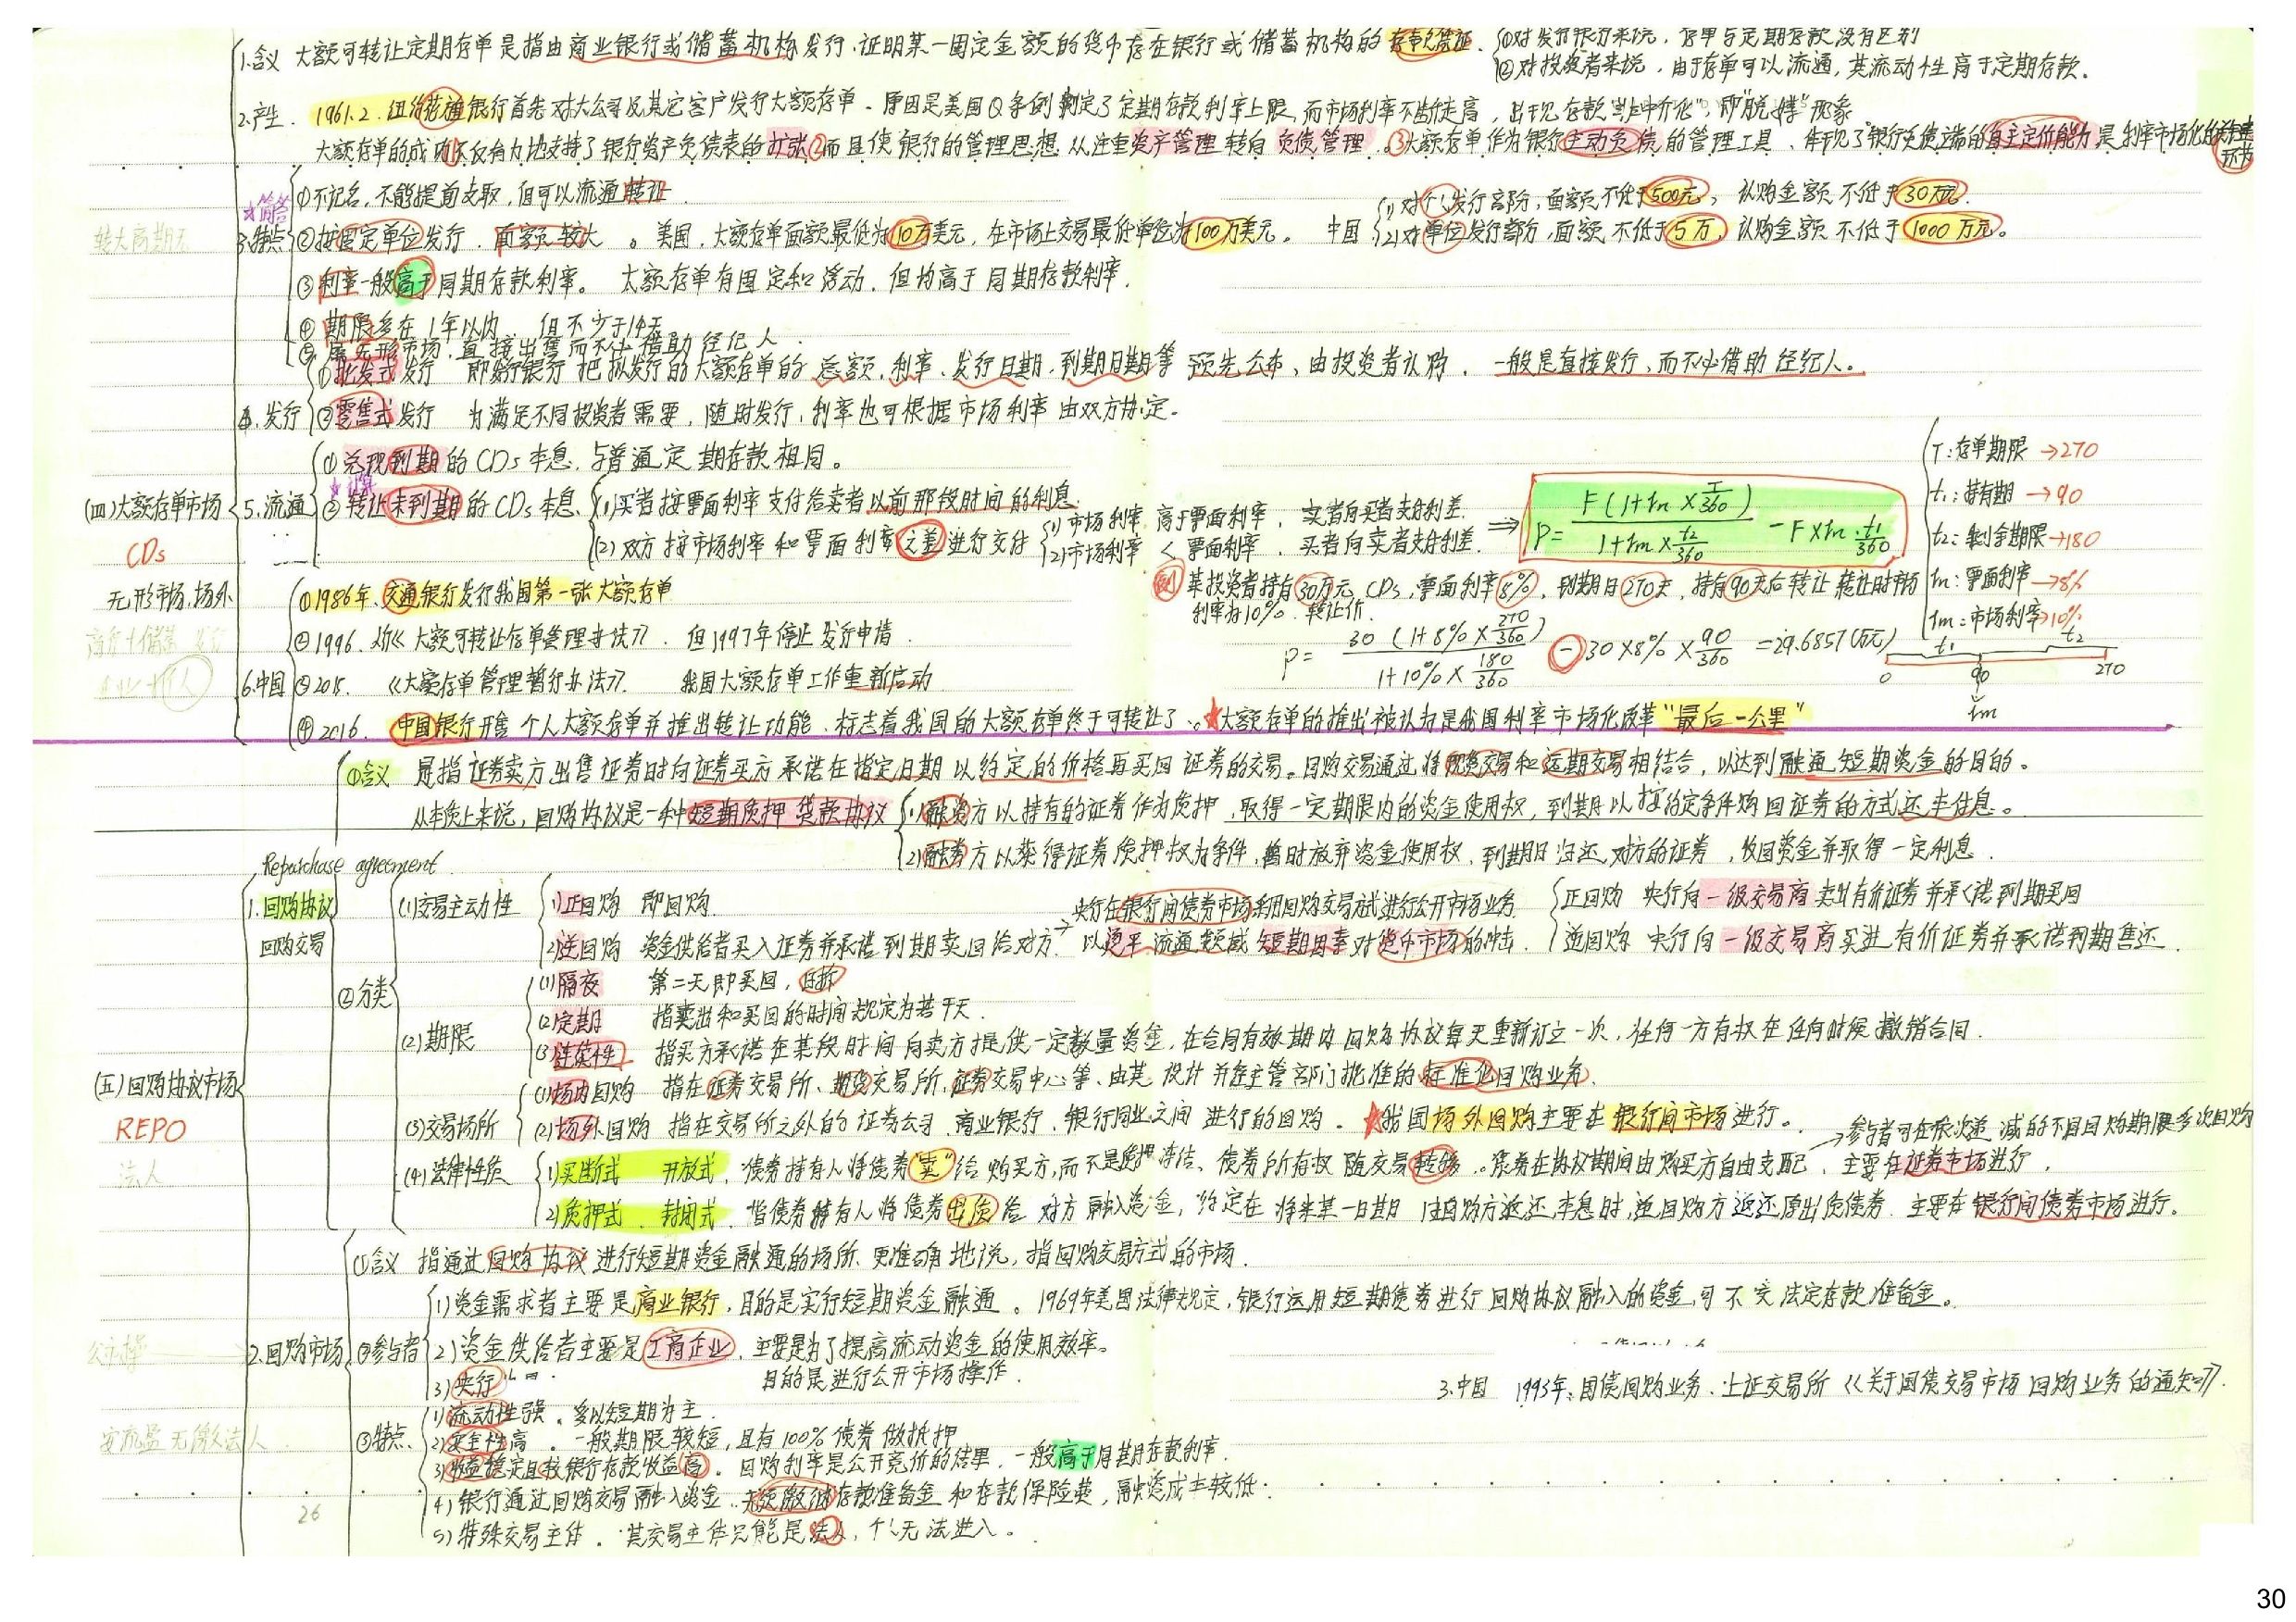 1.含义 大额可转让定期存单是指由商业银行或储蓄机构发行,证明某一固定金额的货币存在银行或储蓄机构的存款凭证.
①对发行银行来说,存单与定期存款没有区别
②对投资者来说,由于存单可以流通,其流动性高于定期存款.
2.产生. 1961.2.纽约花旗银行首先对大公司及其它客户发行大额存单.原因是美国Q条例制定了定期存款利率上限,而市场利率不断走高,出现存款当中介化",即"脱媒"现象
大额存单的成功①不仅有力地支持了银行资产负债表的扩张②而且使银行的管理思想从注重资产管理转向负债管理.③大额存单作为银行主动负债的管理工具、体现了银行负债端的自主定价能力是利率市场化的关键环节
☆简答
3.特点
转大高期无
①不记名,不能提前支取,但可以流通转让.
②按固定单位发行.面额较大。美国,大额存单面额最低为10万美元,在市场上交易最低单位为100万美元。
中国
(1)对个人发行部分,面额不低于500元,认购金额不低于30万元.
(2)对单位发行部分,面额不低于5万,认购金额不低于1000万元。
③利率一般高于同期存款利率。 大额存单有固定和浮动.但均高于同期存款利率.
④期限多在1年以内 但不少于14天
⑤属无形市场,直接出售而不必借助经纪人.
4.发行
①批发式发行 即发行银行把拟发行的大额存单的总额.利率、发行日期.到期日期等预先公布、由投资者认购.一般是直接发行,而不必借助经纪人。
②零售式发行 为满足不同投资者需要,随时发行,利率也可根据市场利率由双方协定。
(四)大额存单市场
CDs
无形市场.场外
5.流通
①兑现到期的CDs本息,与普通定期存款相同。
☆计算
②转让未到期的CDs本息.
(1)买者按票面利率支付给卖者以前那段时间的利息.
(2)双方按市场利率和票面利率之差进行交付
(1)市场利率高于票面利率,卖者向买者支付利差.
(2)市场利率<票面利率,买者向卖者支付利差.
⇒ P= F(1+rn×T/360) / 1+rm×t2/360 −F×rn·t1/360
T:存单期限→270
t1:持有期→90
t2:剩余期限→180
rn:票面利率→8%
rm:市场利率→10%
例 某投资者持有30万元CDs,票面利率8%,到期日270天,持有90天后转让 转让时市场
利率为10%.转让价.
P= 30(1+8%×270/360) / 1+10%×180/360 − 30×8%×90/360 =29.6857(万元)
t1 t2
0 90 270
rm
6.中国
①1986年、交通银行发行我国第一张大额存单
②1996.《大额可转让存单管理办法》.但1997年停止发行申请.
③2015.《大额存单管理暂行办法》. 我国大额存单工作重新启动
④2016.中国银行开售个人大额存单并推出转让功能、标志着我国的大额存单终于可转让了.。★大额存单的推出被认为是我国利率市场化改革"最后一公里"
(五)回购协议市场
REPO
法人
Repurchase agreement.
1.回购协议
回购交易
①含义 是指证券卖方出售证券时向证券买方承诺在指定日期以约定的价格再买回证券的交易。回购交易通过将现货交易和远期交易相结合,以达到融通短期资金的目的。
从本质上来说,回购协议是一种短期质押贷款协议
(1)融资方以持有的证券作为质押,取得一定期限内的资金使用权,到期日以按约定条件购回证券的方式还本付息。
(2)融券方以获得证券质押权为条件,暂时放弃资金使用权,到期日归还对方的证券,收回资金并取得一定利息.
②分类
(1)交易主动性
(1)正回购 即回购.
(2)逆回购 资金供给者买入证券并承诺到期卖回给对方.
→央行在银行间债券市场利用回购交易方式进行公开市场业务.
以烫平流通领域短期因素对货币市场的冲击.
正回购 央行向一级交易商卖出有价证券并承诺到期买回
逆回购 央行向一级交易商买进有价证券并承诺到期售还.
(2)期限
(1)隔夜 第二天即买回,日拆
(2)定期 指卖出和买回的时间规定为若干天.
(3)连续性 指买方承诺在某段时间向卖方提供一定数量资金,在合同有效期内回购协议每天重新订立一次,任何一方有权在任何时候撤销合同.
(3)交易场所
(1)场内回购 指在证券交易所、期货交易所,证券交易中心等、由其设计并经主管部门批准的标准化回购业务.
(2)场外回购 指在交易所之外的证券公司、商业银行、银行同业之间进行的回购. ★我国场外回购主要在银行间市场进行。
(4)法律性质
(1)买断式 开放式.债券持有人将债券"卖"给购买方,而不是质押冻结、债券所有权随交易转移。债券在协议期间由购买方自由支配、主要在证券市场进行.
→参与者可在依次递减的不同回购期限多次回购
(2)质押式.封闭式.指债券持有人将债券出质给对方融入资金,约定在将来某一日期由回购方返还本息时,逆回购方返还原出质债券.主要在银行间债券市场进行。
2.回购市场
①含义 指通过回购协议进行短期资金融通的场所、更准确地说,指回购交易方式的市场.
②参与者
(1)资金需求者主要是商业银行,目的是实行短期资金融通。1969年美国法律规定,银行运用短期债券进行回购协议融入的资金可不交法定存款准备金。
(2)资金供给者主要是工商企业.主要是为了提高流动资金的使用效率。
(3)央行 目的是进行公开市场操作.
③特点.
安流益无缴法人.
(1)流动性强.多以短期为主.
(2)安全性高.一般期限较短,且有100%债券做抵押
(3)收益稳定且较银行存款收益高.回购利率是公开竞价的结果,一般高于同期存款利率.
(4)银行通过回购交易融入资金.无须缴纳存款准备金和存款保险费,融资成本较低.
(5)特殊交易主体.其交易主体只能是法人,个人无法进入.
3.中国 1993年:国债回购业务.上证交易所《关于国债交易市场回购业务的通知》.
26
30